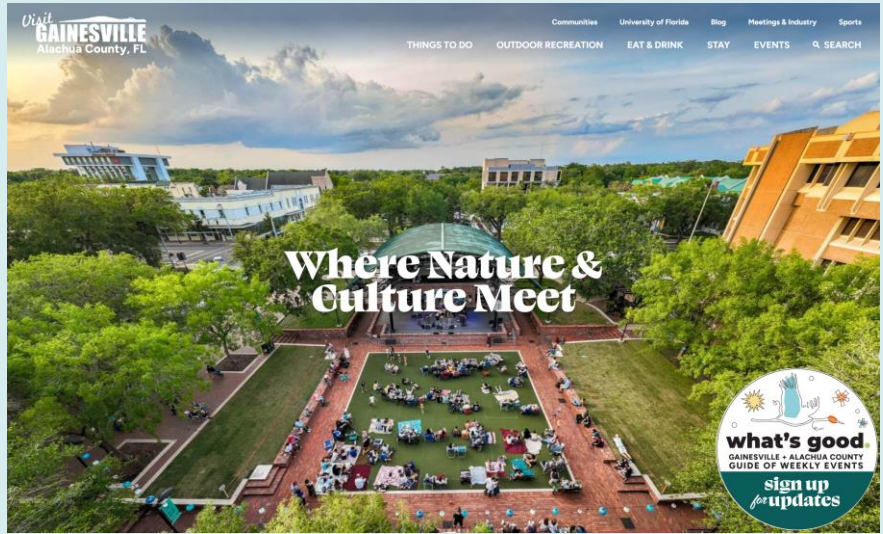 Visit
GAINESVILLE
Alachua County, FL
Communities University of Florida Blog Meetings & Industry Sports
THINGS TO DO OUTDOOR RECREATION EAT & DRINK STAY EVENTS SEARCH
Where Nature &
Culture Meet
what's good.
GAINESVILLE + ALACHUA COUNTY
GUIDE OF WEEKLY EVENTS
sign up
for updates